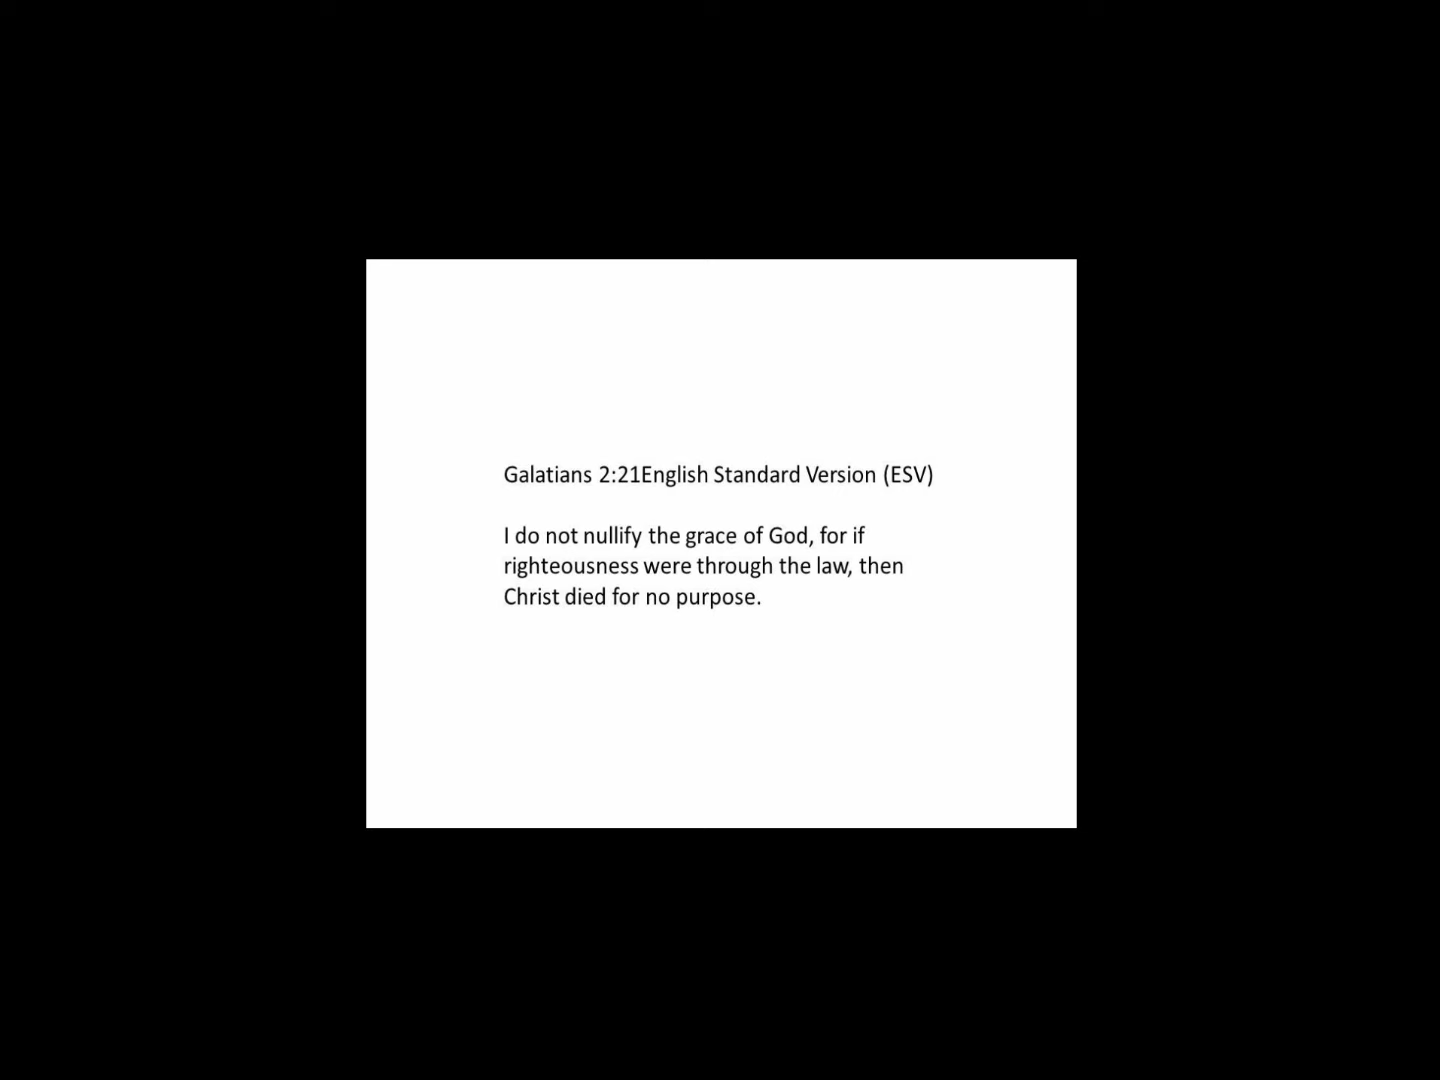 Galatians 2:21English Standard Version (ESV)
I do not nullify the grace of God, for if
righteousness were through the law, then
Christ died for no purpose.